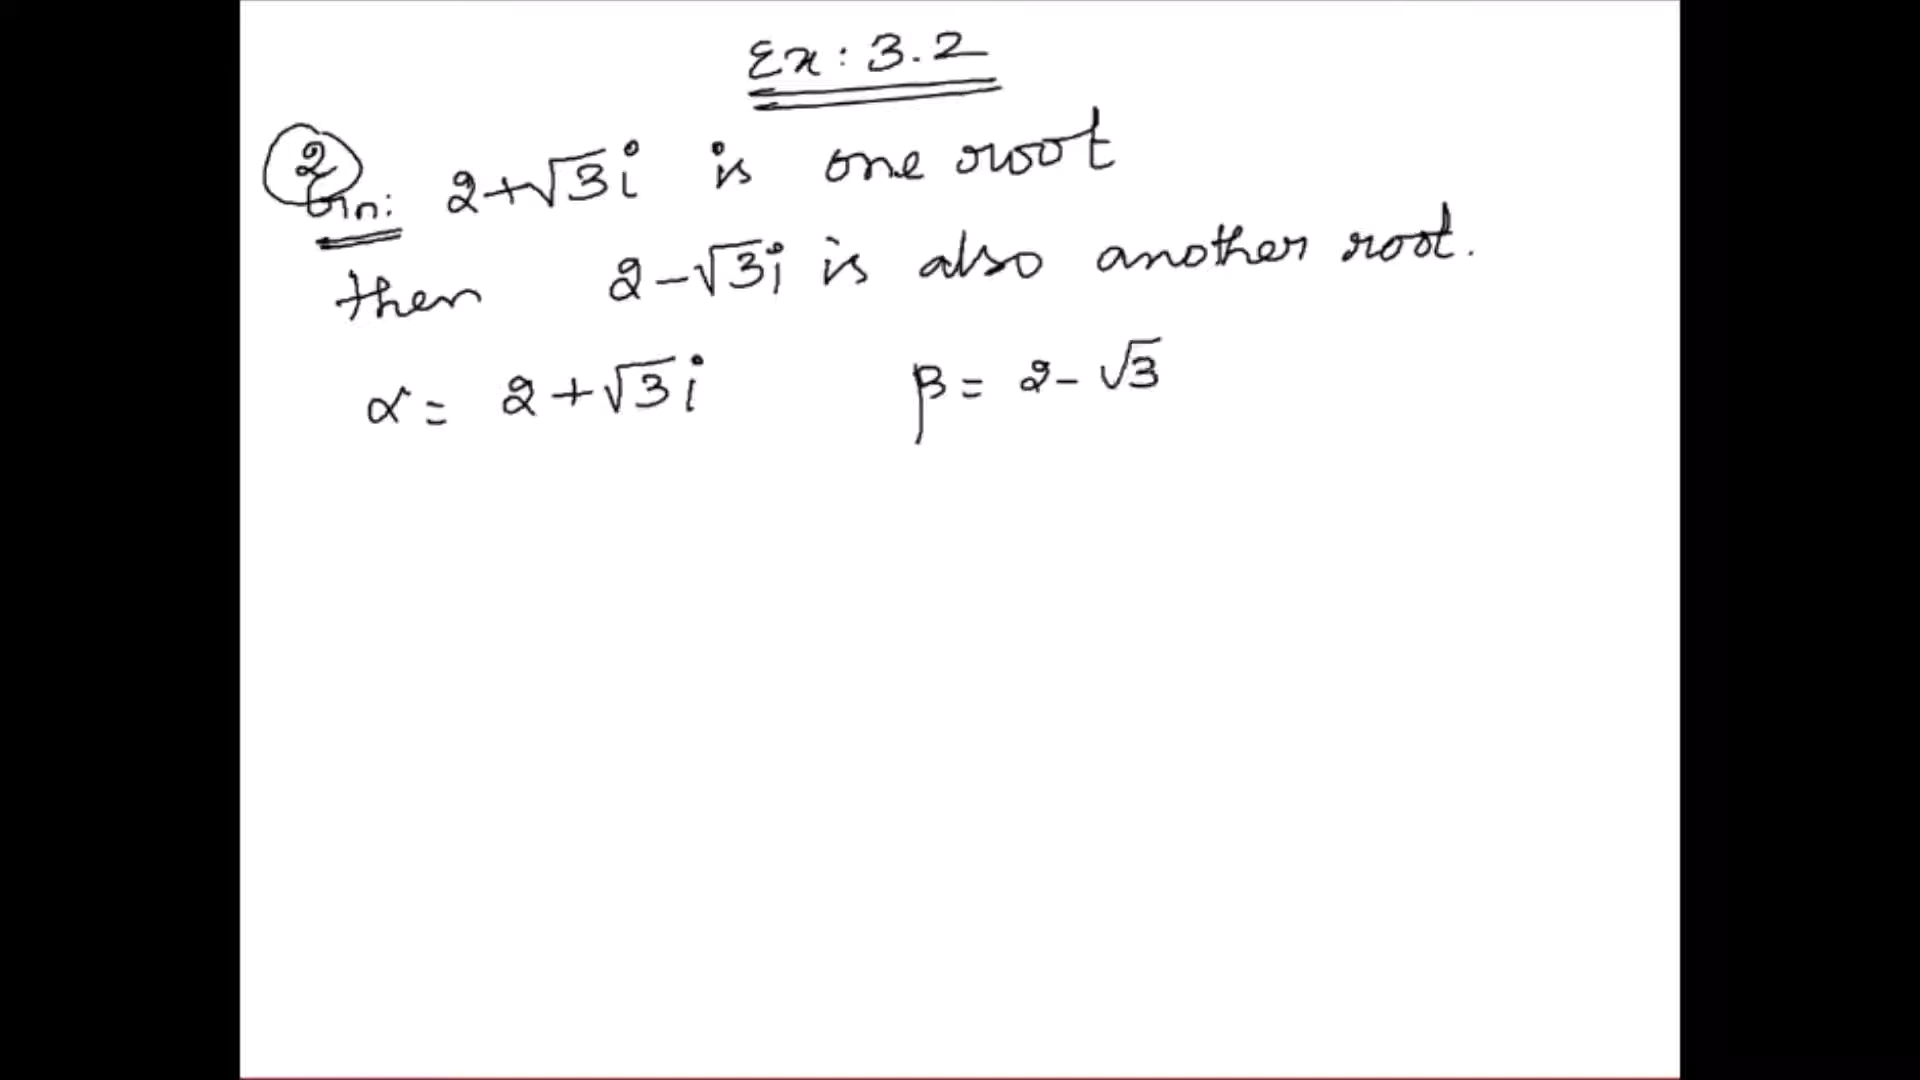 Ex: 3.2
2
Gn: 2+√3i is one root
then 2-√3i is also another root.
α = 2+√3i β = 2-√3